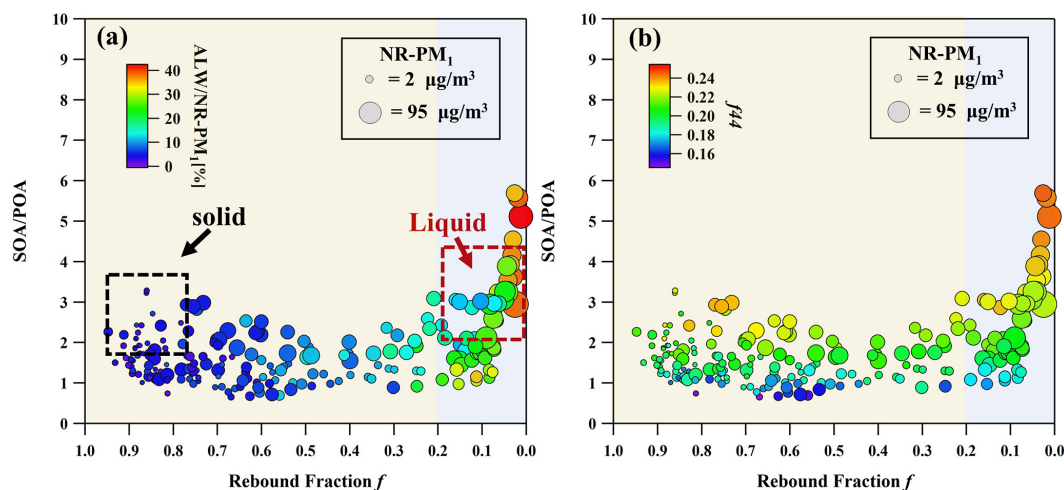 (a)
NR-PM1
= 2 μg/m3
= 95 μg/m3
ALW/NR-PM1[%]
40
30
20
10
0
solid
Liquid
SOA/POA
10
9
8
7
6
5
4
3
2
1
0
1.0 0.9 0.8 0.7 0.6 0.5 0.4 0.3 0.2 0.1 0.0
Rebound Fraction f
(b)
NR-PM1
= 2 μg/m3
= 95 μg/m3
f44
0.24
0.22
0.20
0.18
0.16
SOA/POA
10
9
8
7
6
5
4
3
2
1
0
1.0 0.9 0.8 0.7 0.6 0.5 0.4 0.3 0.2 0.1 0.0
Rebound Fraction f